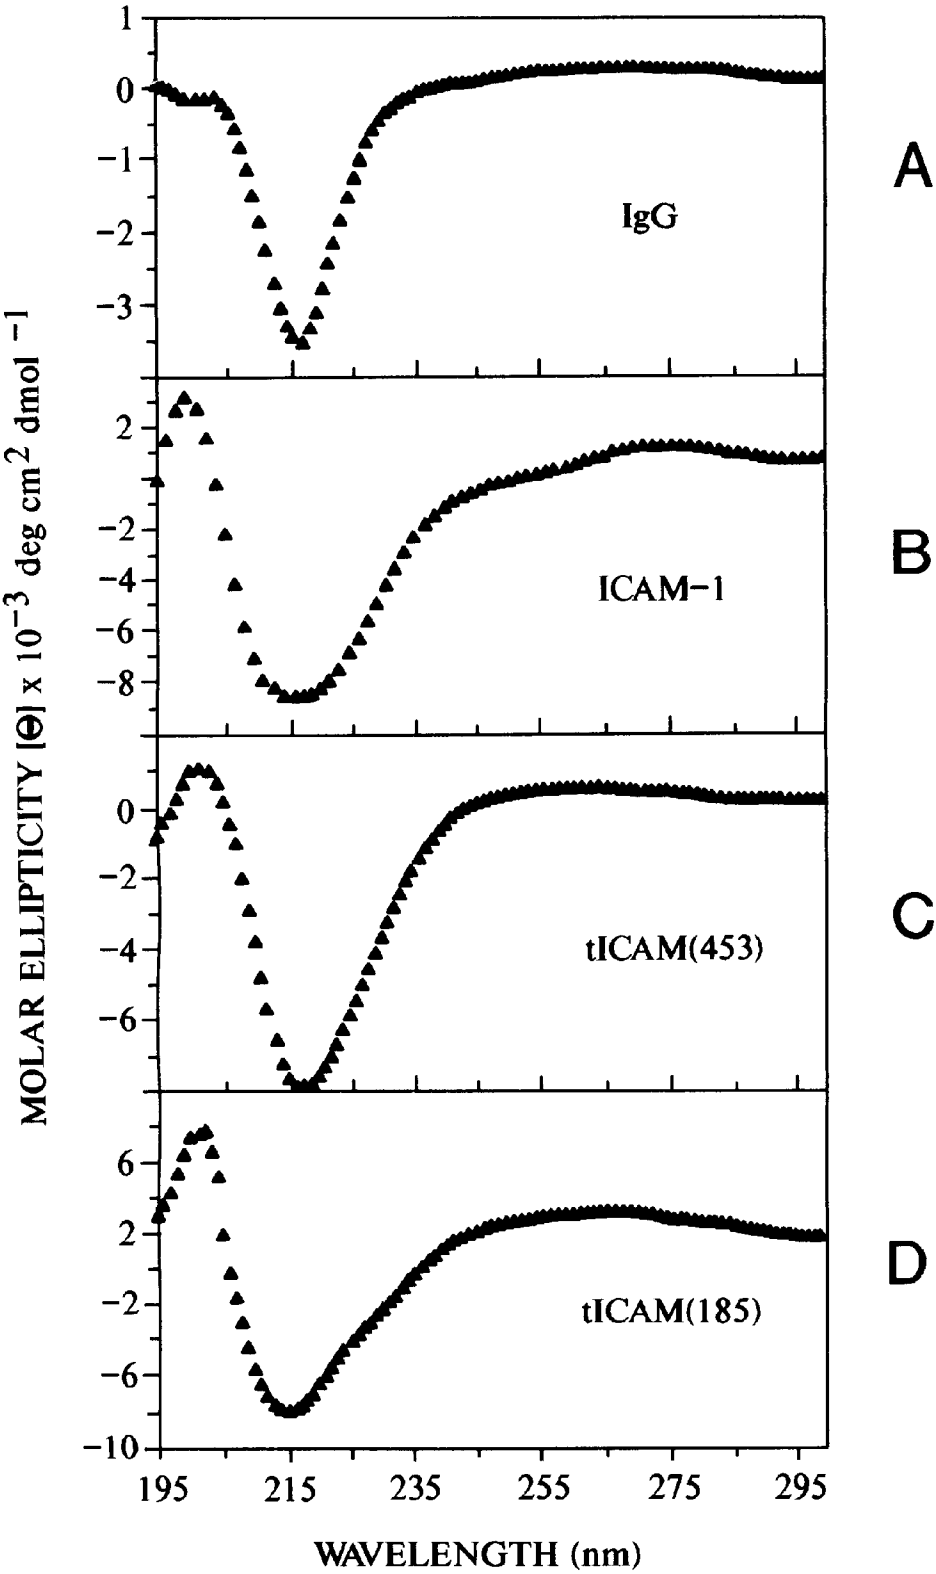 MOLAR ELLIPTICITY [Θ] x 10⁻³ deg cm² dmol⁻¹
1
0
−1
−2
−3
IgG
A
2
−2
−4
−6
−8
ICAM−1
B
0
−2
−4
−6
tICAM(453)
C
6
2
−2
−6
−10
tICAM(185)
D
195 215 235 255 275 295
WAVELENGTH (nm)